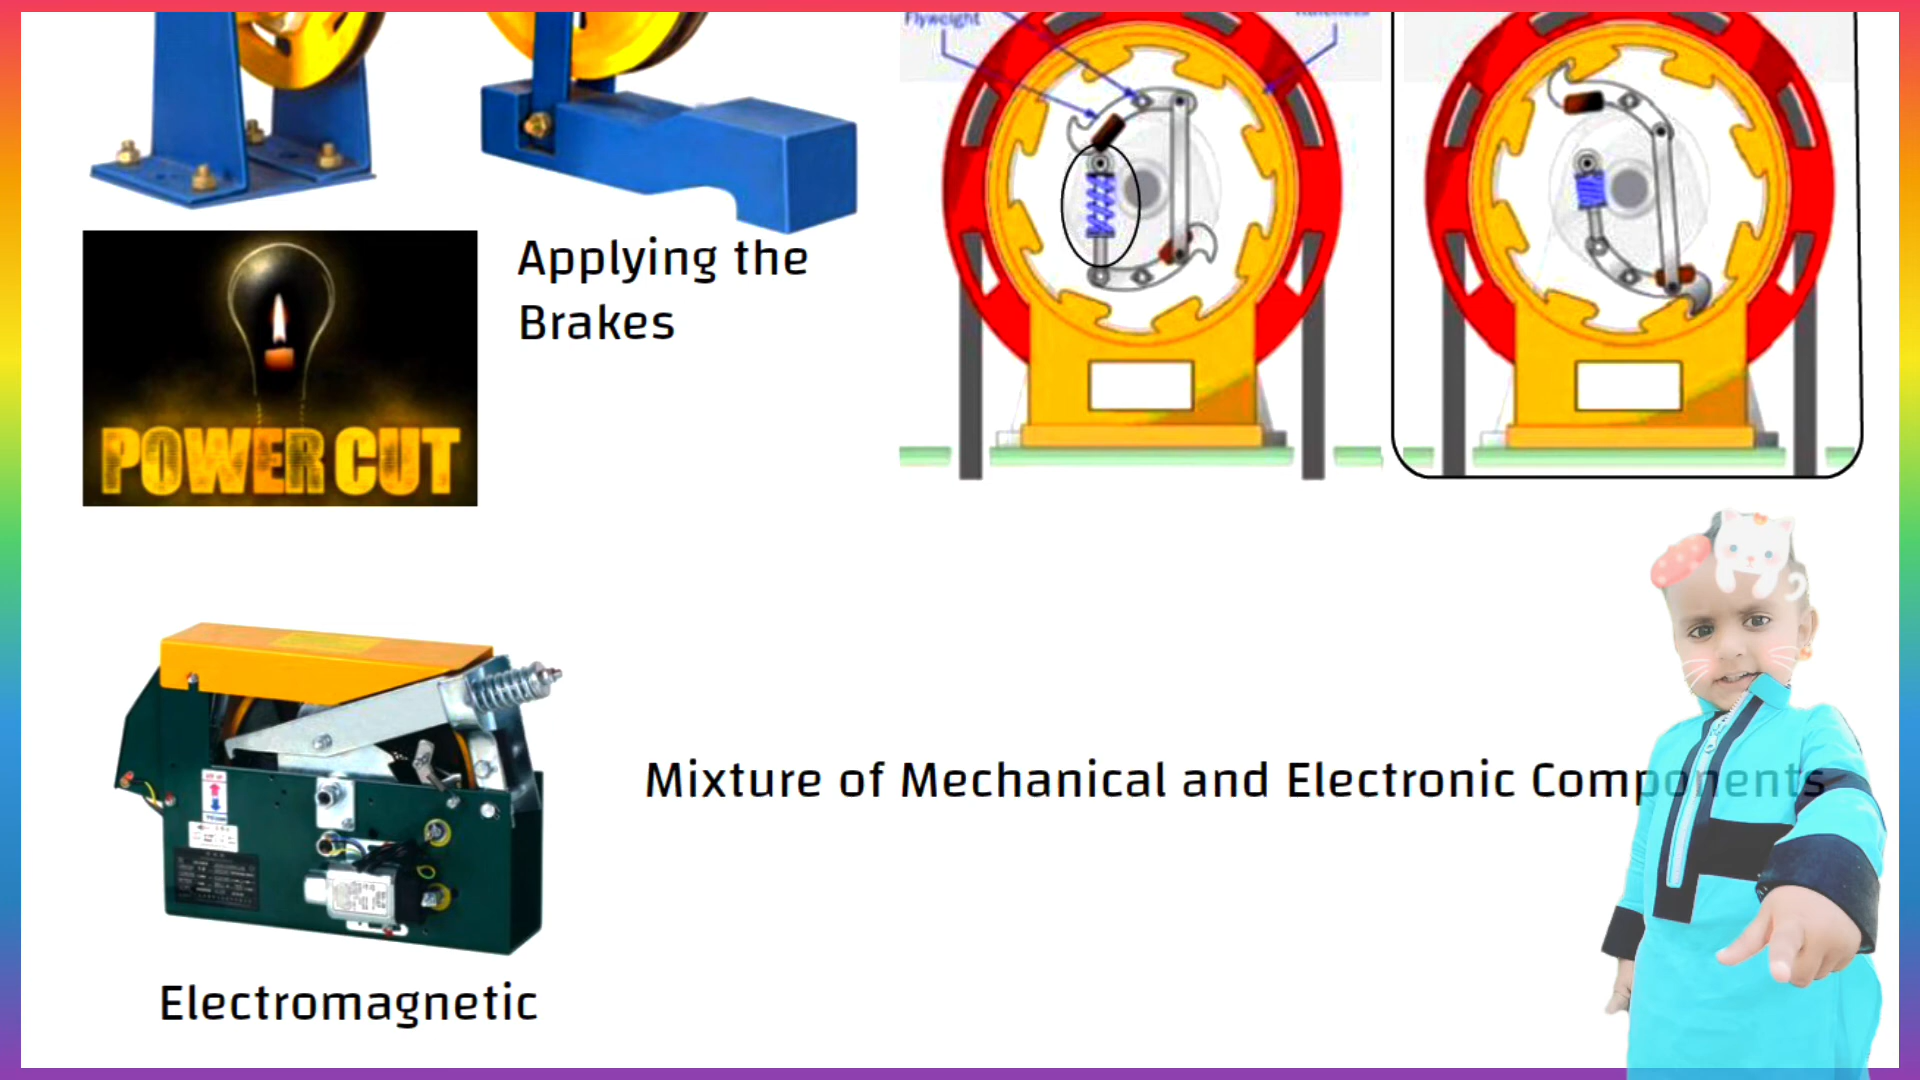 Flyweight
Applying the
Brakes
POWER CUT
Mixture of Mechanical and Electronic Components
Electromagnetic